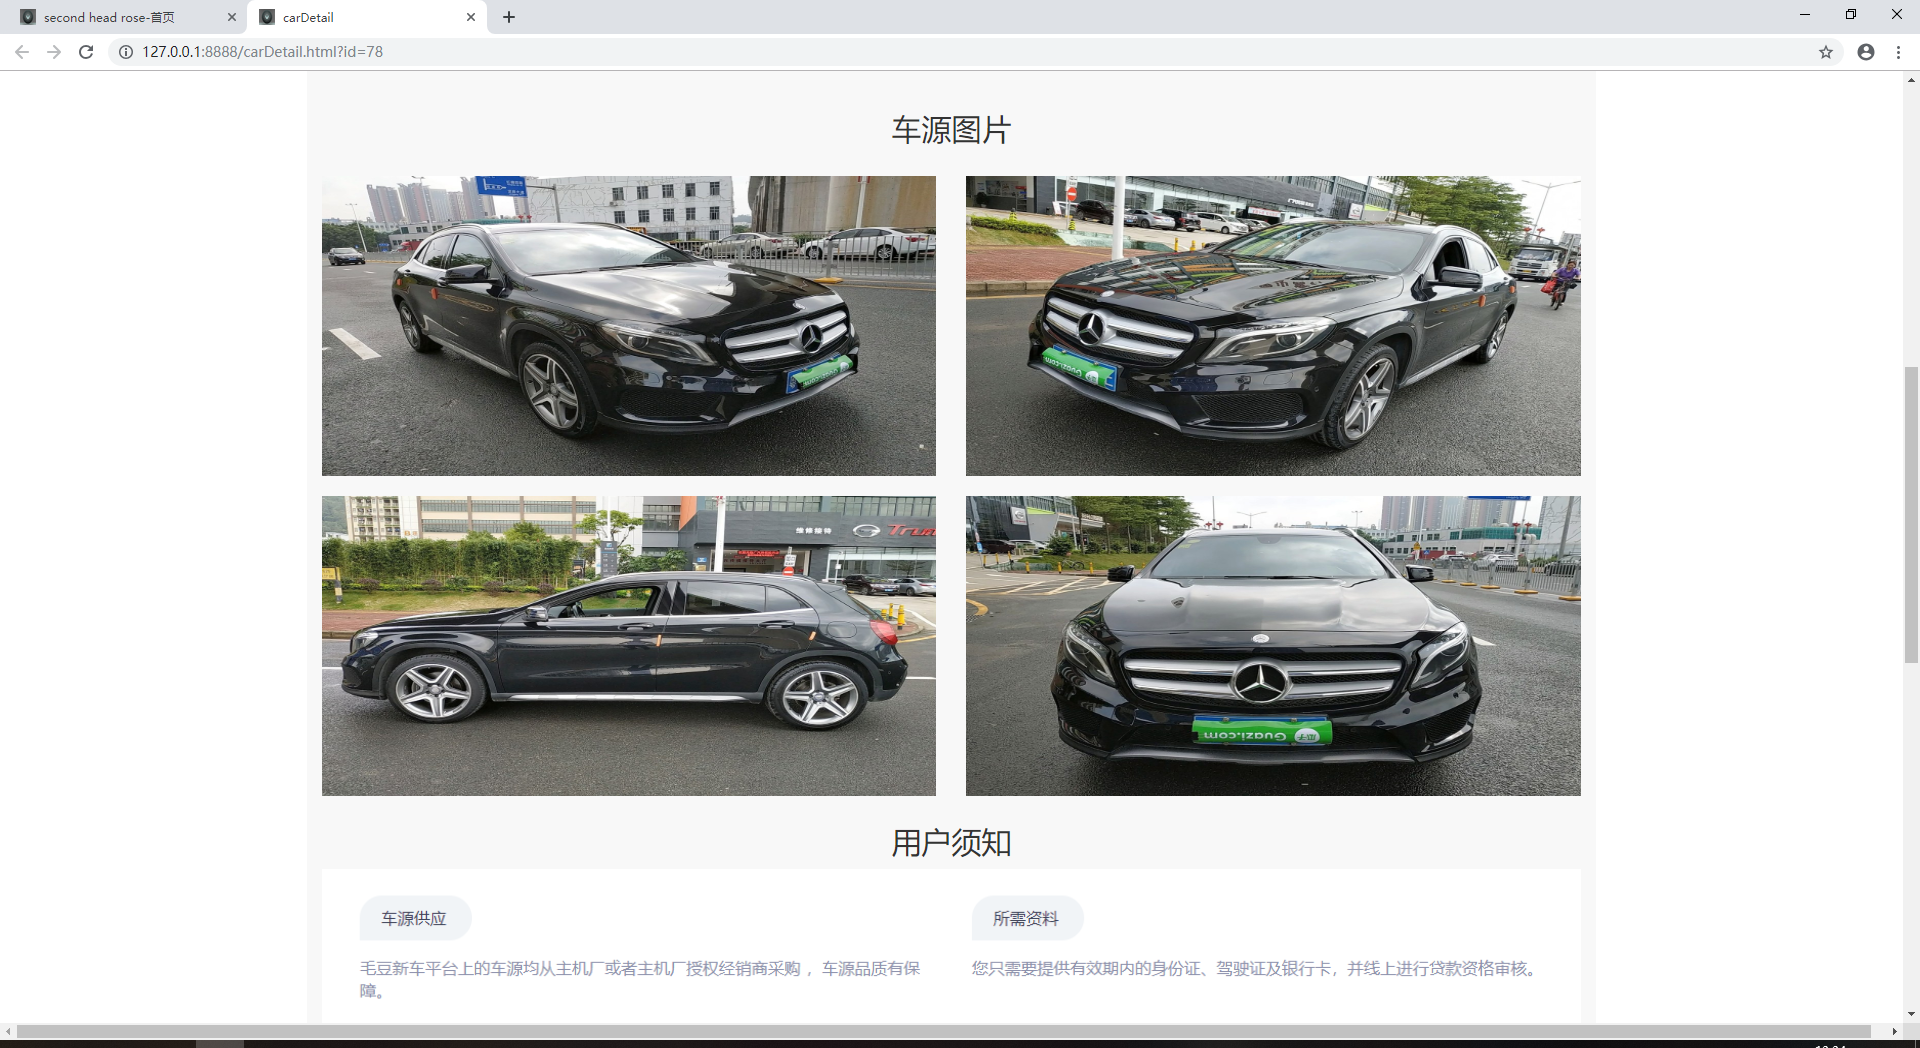 second head rose-首页
carDetail
127.0.0.1:8888/carDetail.html?id=78
车源图片
Guazi.com
Guazi.com
维修接待
Guazi.com
用户须知
车源供应
所需资料
毛豆新车平台上的车源均从主机厂或者主机厂授权经销商采购 ，车源品质有保
障。
您只需要提供有效期内的身份证、驾驶证及银行卡，并线上进行贷款资格审核。